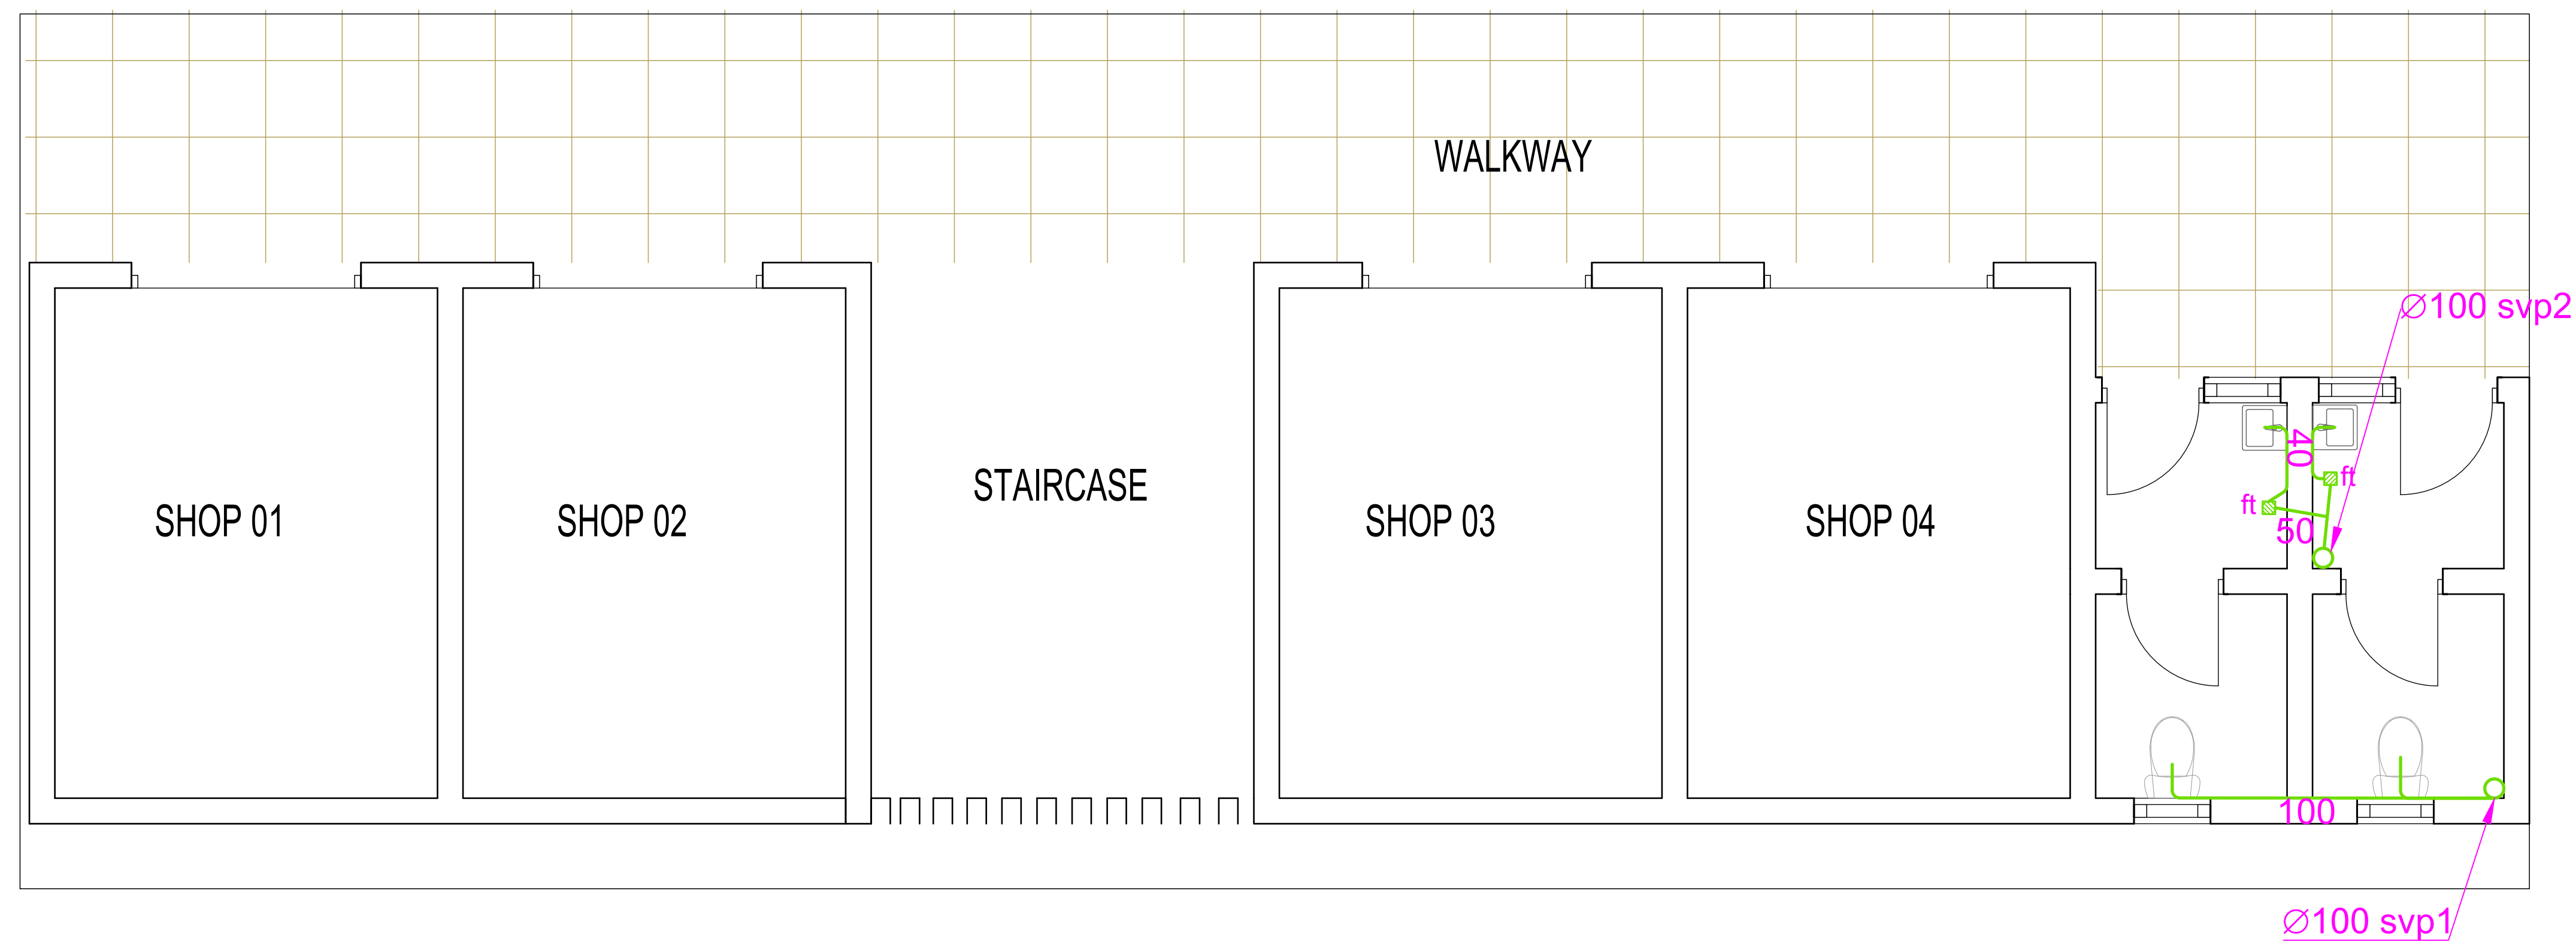 WALKWAY
⌀100 svp2
40
STAIRCASE
ft
ft
SHOP 01
SHOP 02
SHOP 03
SHOP 04
50
100
⌀100 svp1